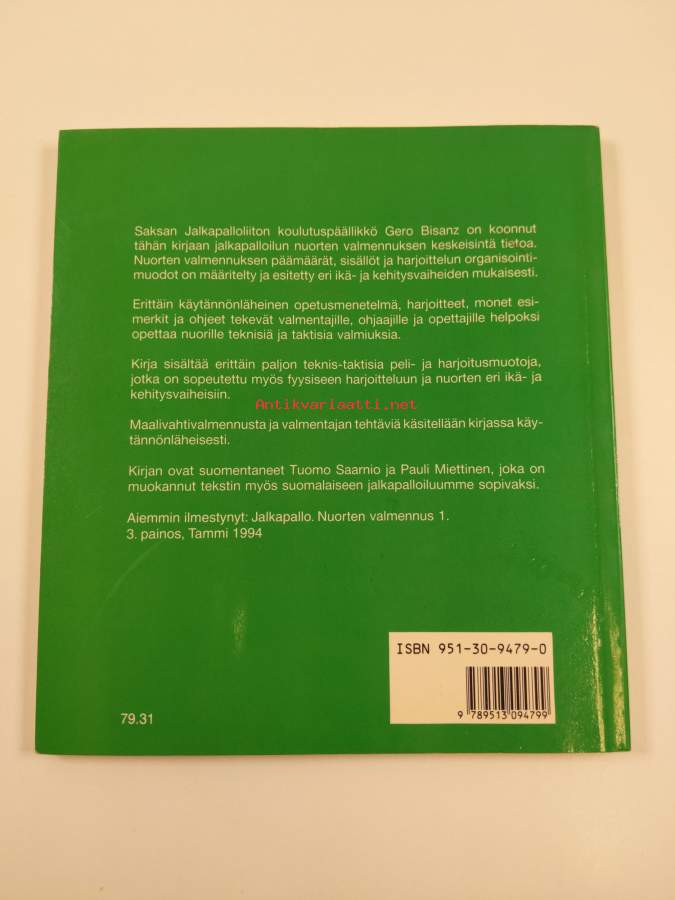 Saksan Jalkapalloliiton koulutuspäällikkö Gero Bisanz on koonnut
tähän kirjaan jalkapalloilun nuorten valmennuksen keskeisintä tietoa.
Nuorten valmennuksen päämäärät, sisällöt ja harjoittelun organisointi-
muodot on määritelty ja esitetty eri ikä- ja kehitysvaiheiden mukaisesti.
Erittäin käytännönläheinen opetusmenetelmä, harjoitteet, monet esi-
merkit ja ohjeet tekevät valmentajille, ohjaajille ja opettajille helpoksi
opettaa nuorille teknisiä ja taktisia valmiuksia.
Kirja sisältää erittäin paljon teknis-taktisia peli- ja harjoitusmuotoja,
jotka on sopeutettu myös fyysiseen harjoitteluun ja nuorten eri ikä- ja
kehitysvaiheisiin.
Antikvariaatti.net
Maalivahtivalmennusta ja valmentajan tehtäviä käsitellään kirjassa käy-
tännönläheisesti.
Kirjan ovat suomentaneet Tuomo Saarnio ja Pauli Miettinen, joka on
muokannut tekstin myös suomalaiseen jalkapalloiluumme sopivaksi.
Aiemmin ilmestynyt: Jalkapallo. Nuorten valmennus 1.
3. painos, Tammi 1994
ISBN 951-30-9479-0
9 789513 094799
79.31